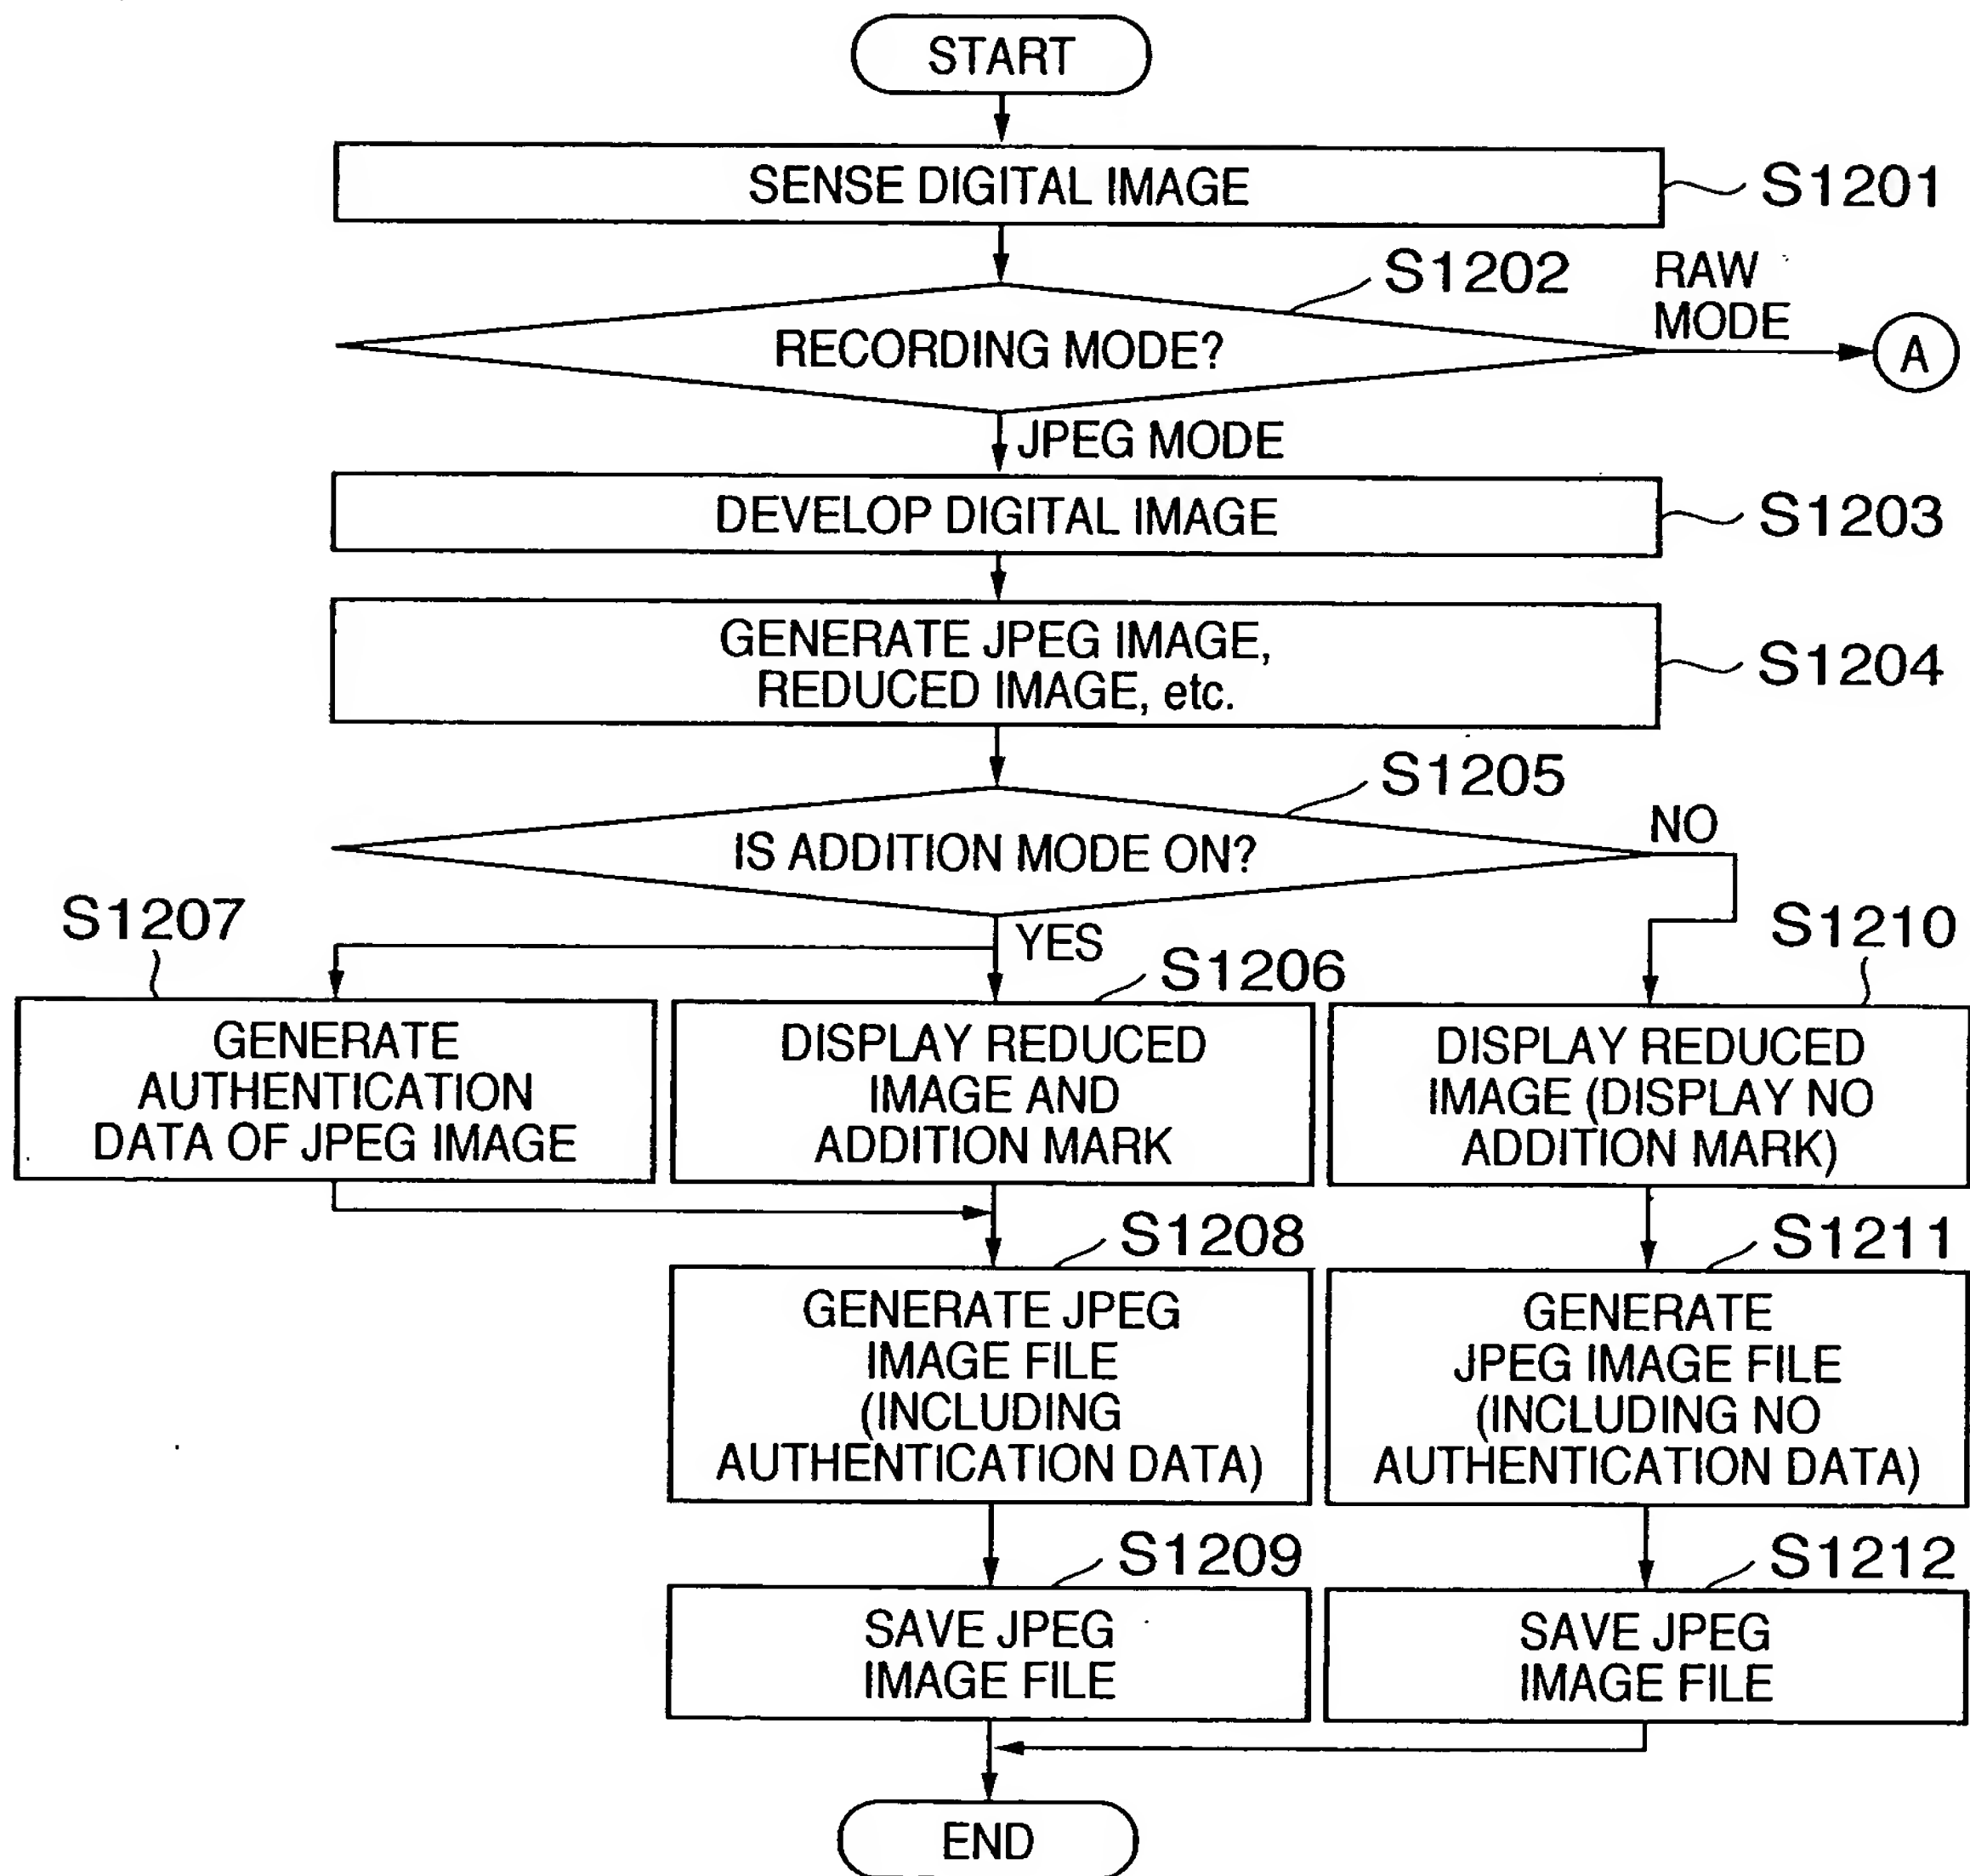 START
SENSE DIGITAL IMAGE
S1201
S1202
RAW
MODE
RECORDING MODE?
A
JPEG MODE
DEVELOP DIGITAL IMAGE
S1203
GENERATE JPEG IMAGE,
REDUCED IMAGE, etc.
S1204
S1205
IS ADDITION MODE ON?
NO
YES
S1207
GENERATE
AUTHENTICATION
DATA OF JPEG IMAGE
S1206
DISPLAY REDUCED
IMAGE AND
ADDITION MARK
S1210
DISPLAY REDUCED
IMAGE (DISPLAY NO
ADDITION MARK)
S1208
GENERATE JPEG
IMAGE FILE
(INCLUDING
AUTHENTICATION DATA)
S1211
GENERATE
JPEG IMAGE FILE
(INCLUDING NO
AUTHENTICATION DATA)
S1209
SAVE JPEG
IMAGE FILE
S1212
SAVE JPEG
IMAGE FILE
END